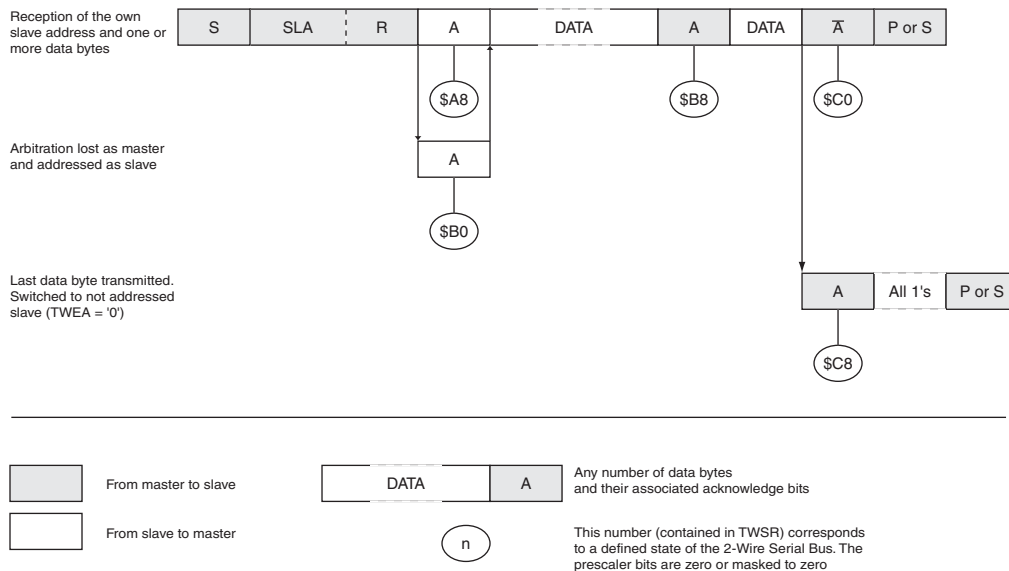 Reception of the own
slave address and one or
more data bytes
S SLA R A DATA A DATA A̅ P or S
$A8 $B8 $C0
Arbitration lost as master
and addressed as slave
A
$B0
Last data byte transmitted.
Switched to not addressed
slave (TWEA = '0')
A All 1's P or S
$C8
From master to slave
DATA A
Any number of data bytes
and their associated acknowledge bits
From slave to master
n
This number (contained in TWSR) corresponds
to a defined state of the 2-Wire Serial Bus. The
prescaler bits are zero or masked to zero